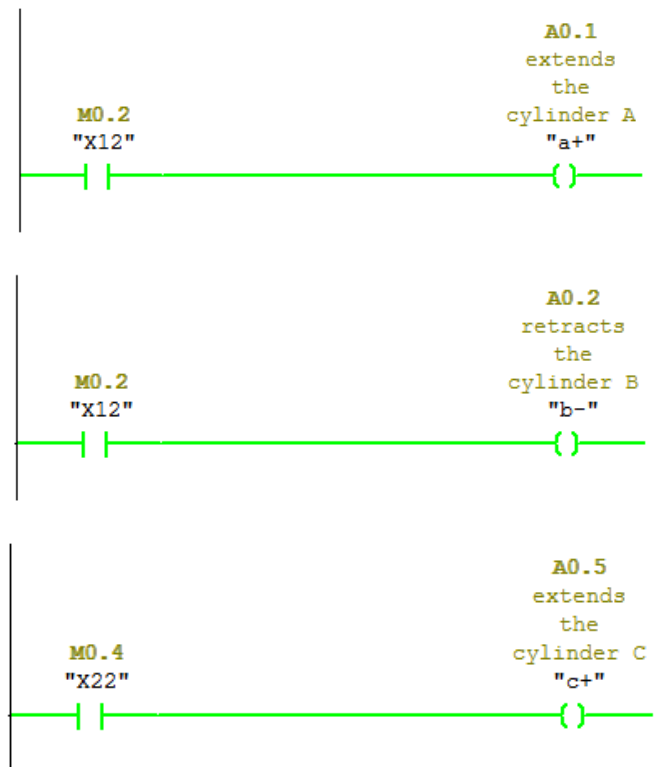 A0.1
extends
the
M0.2 cylinder A
"X12" "a+"
A0.2
retracts
the
M0.2 cylinder B
"X12" "b-"
A0.5
extends
the
M0.4 cylinder C
"X22" "c+"